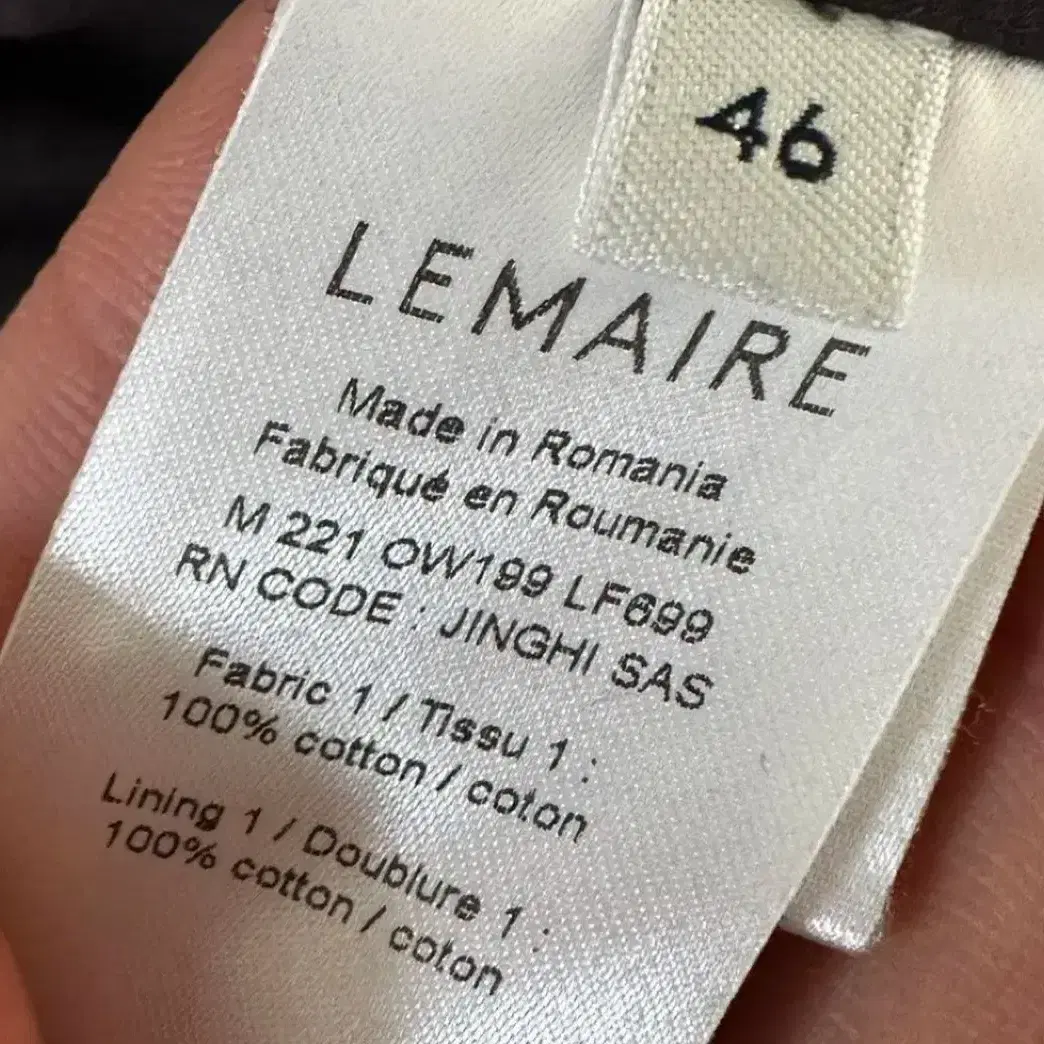 46
LEMAIRE
Made in Romania
Fabriqué en Roumanie
M 221 OW199 LF699
RN CODE : JINGHI SAS
Fabric 1 / Tissu 1 :
100% cotton / coton
Lining 1 / Doublure 1 :
100% cotton / coton